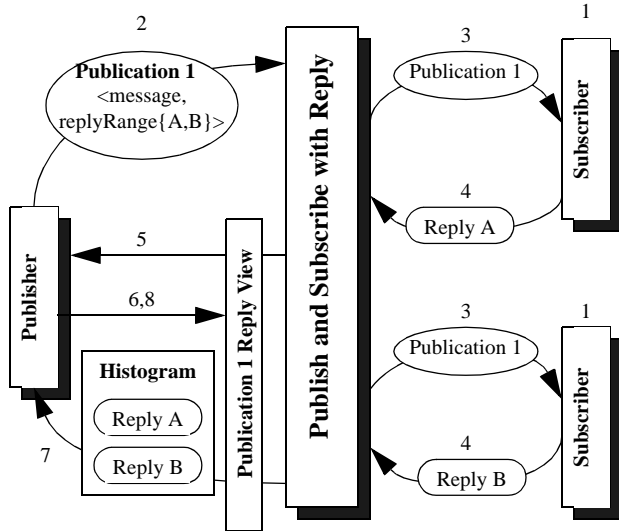 2
Publication 1
<message,
replyRange{A,B}>
Publisher
5
6,8
7
Histogram
Reply A
Reply B
Publication 1 Reply View
Publish and Subscribe with Reply
3
Publication 1
4
Reply A
1
Subscriber
3
Publication 1
4
Reply B
1
Subscriber